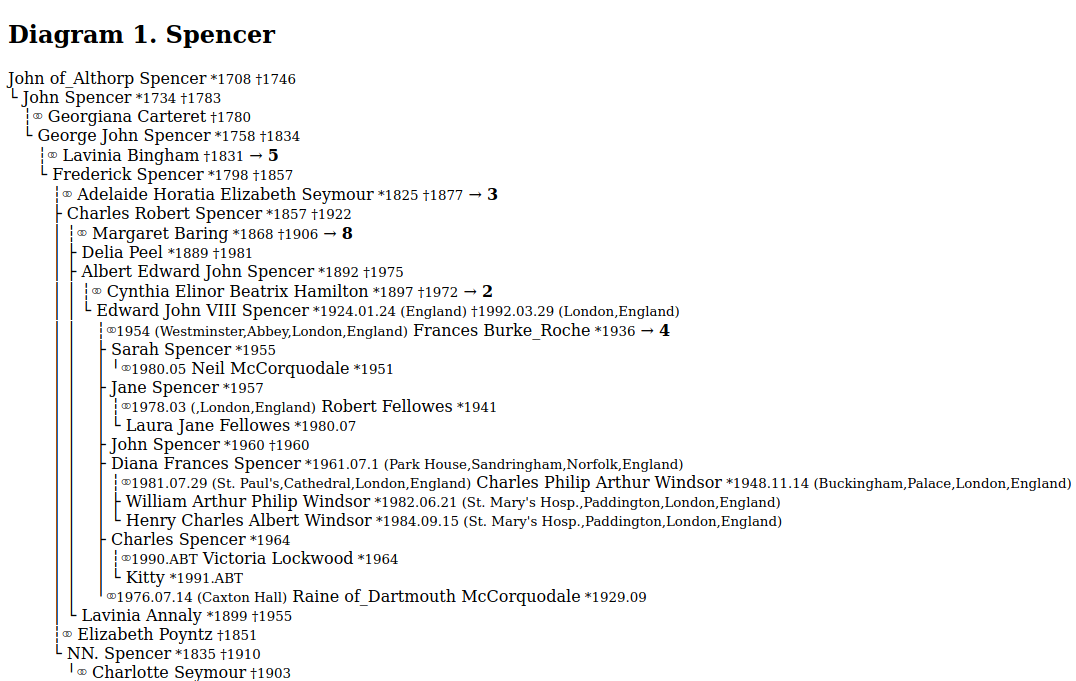 Diagram 1. Spencer
John of_Althorp Spencer *1708 †1746
└ John Spencer *1734 †1783
⚭ Georgiana Carteret †1780
└ George John Spencer *1758 †1834
⚭ Lavinia Bingham †1831 → 5
└ Frederick Spencer *1798 †1857
⚭ Adelaide Horatia Elizabeth Seymour *1825 †1877 → 3
├ Charles Robert Spencer *1857 †1922
⚭ Margaret Baring *1868 †1906 → 8
├ Delia Peel *1889 †1981
├ Albert Edward John Spencer *1892 †1975
⚭ Cynthia Elinor Beatrix Hamilton *1897 †1972 → 2
└ Edward John VIII Spencer *1924.01.24 (England) †1992.03.29 (London,England)
⚭1954 (Westminster,Abbey,London,England) Frances Burke_Roche *1936 → 4
├ Sarah Spencer *1955
⚭1980.05 Neil McCorquodale *1951
├ Jane Spencer *1957
⚭1978.03 (,London,England) Robert Fellowes *1941
└ Laura Jane Fellowes *1980.07
├ John Spencer *1960 †1960
├ Diana Frances Spencer *1961.07.1 (Park House,Sandringham,Norfolk,England)
⚭1981.07.29 (St. Paul's,Cathedral,London,England) Charles Philip Arthur Windsor *1948.11.14 (Buckingham,Palace,London,England)
├ William Arthur Philip Windsor *1982.06.21 (St. Mary's Hosp.,Paddington,London,England)
└ Henry Charles Albert Windsor *1984.09.15 (St. Mary's Hosp.,Paddington,London,England)
├ Charles Spencer *1964
⚭1990.ABT Victoria Lockwood *1964
└ Kitty *1991.ABT
⚭1976.07.14 (Caxton Hall) Raine of_Dartmouth McCorquodale *1929.09
└ Lavinia Annaly *1899 †1955
⚭ Elizabeth Poyntz †1851
└ NN. Spencer *1835 †1910
⚭ Charlotte Seymour †1903